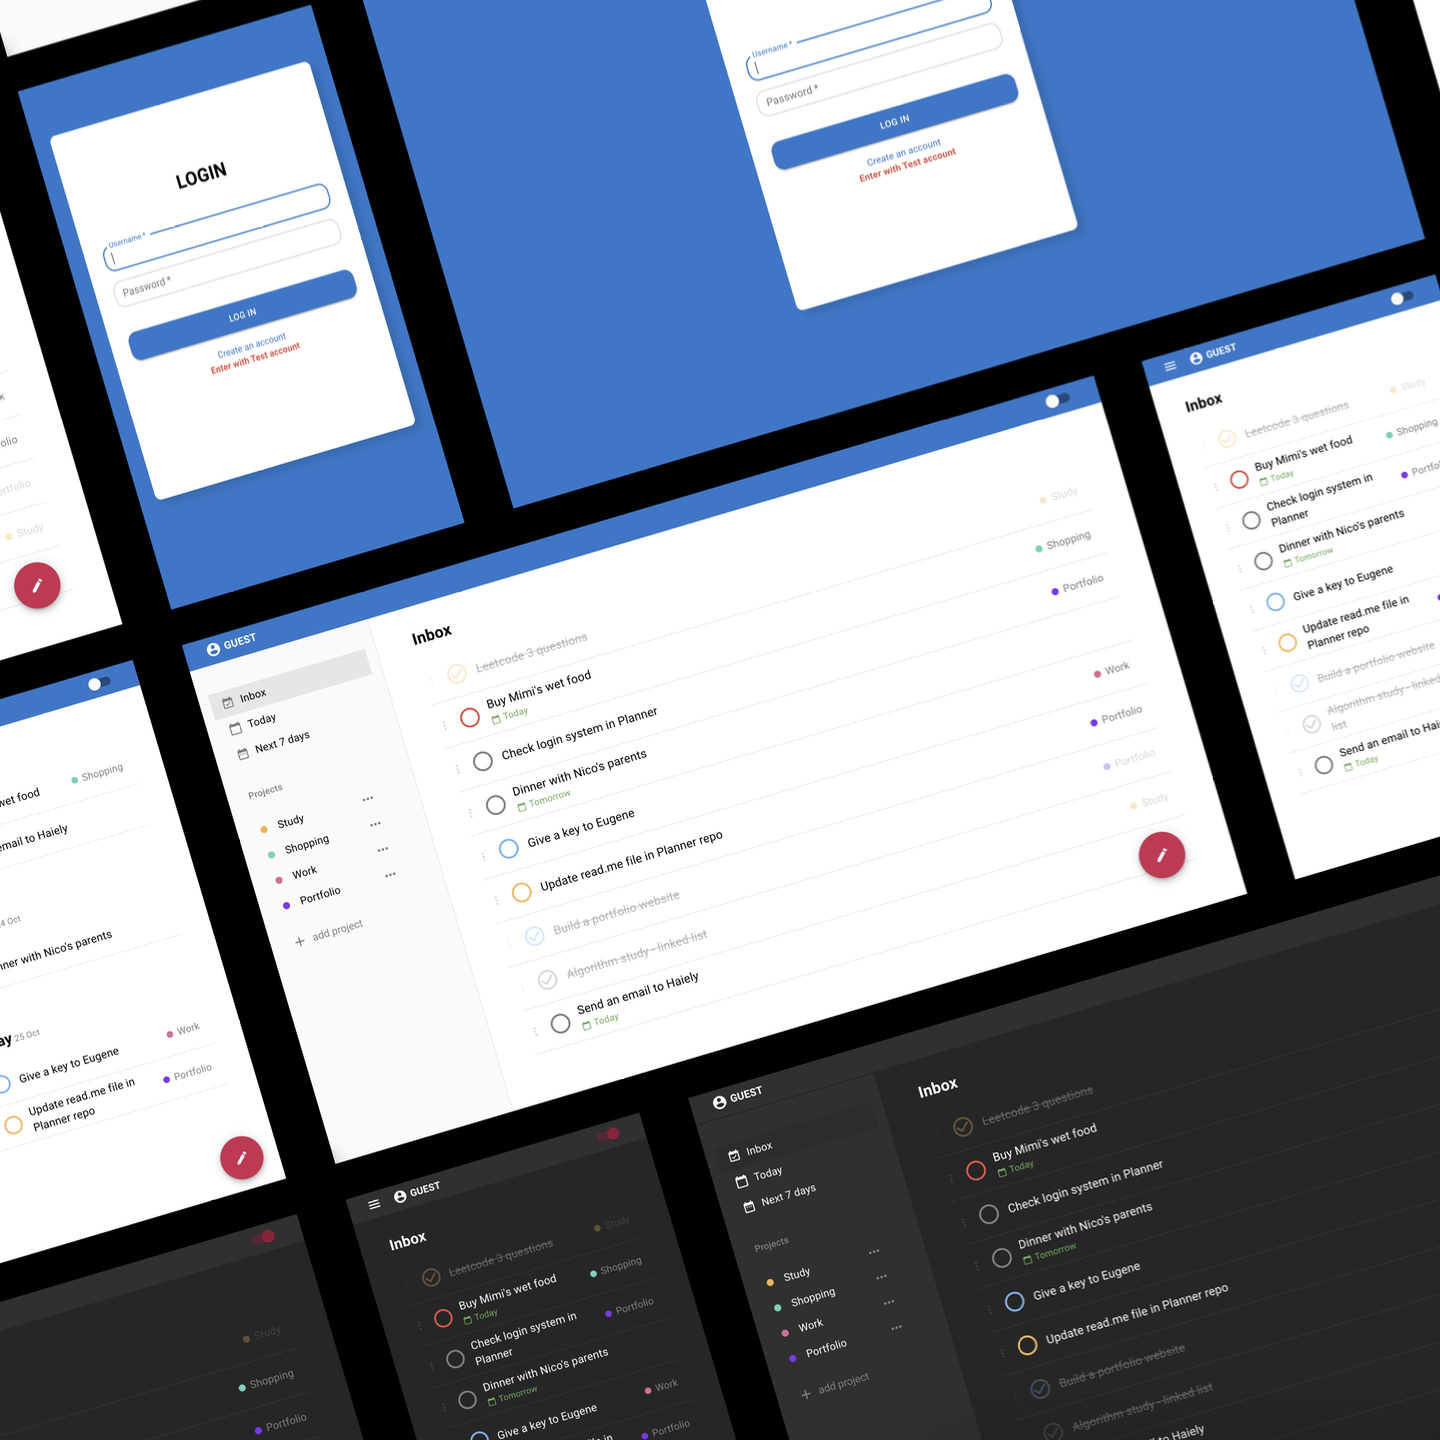 LOGIN
Username *
Password *
LOG IN
Create an account
Enter with Test account
Username *
Password *
LOG IN
Create an account
Enter with Test account
Study
GUEST
Inbox
Leetcode 3 questions
Study
Buy Mimi's wet food
Shopping
Today
Check login system in
Planner
Dinner with Nico's parents
Tomorrow
Give a key to Eugene
Update read.me file in
Planner repo
Build a portfolio website
Algorithm study - linked
list
Send an email to
Today
GUEST
Inbox
Today
Next 7 days
Projects
Study
Shopping
Work
Portfolio
add project
Inbox
Leetcode 3 questions
Study
Buy Mimi's wet food
Today
Shopping
Check login system in Planner
Portfolio
Dinner with Nico's parents
Tomorrow
Give a key to Eugene
Work
Update read.me file in Planner repo
Portfolio
Build a portfolio website
Portfolio
Algorithm study - linked list
Study
Send an email to Haiely
Today
wet food
Shopping
email to Haiely
4 Oct
with Nico's parents
25 Oct
Give a key to Eugene
Work
Update read.me file in
Planner repo
Portfolio
Study
Shopping
Portfolio
GUEST
Inbox
Leetcode 3 questions
Study
Buy Mimi's wet food
Today
Shopping
Check login system in
Planner
Portfolio
Dinner with Nico's parents
Tomorrow
Give a key to Eugene
Work
Portfolio
GUEST
Inbox
Today
Next 7 days
Projects
Study
Shopping
Work
Portfolio
add project
Inbox
Leetcode 3 questions
Buy Mimi's wet food
Today
Check login system in Planner
Dinner with Nico's parents
Tomorrow
Give a key to Eugene
Update read.me file in Planner repo
Build a portfolio website
Algorithm study - linked list
to Haiely